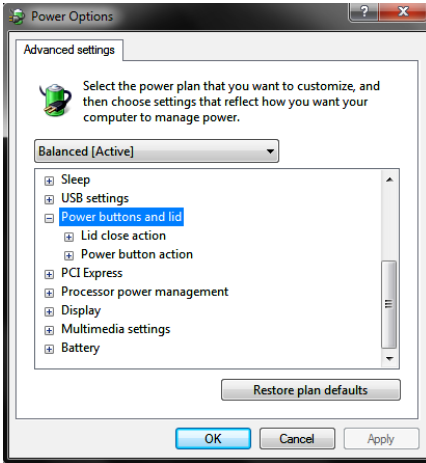 Power Options
Advanced settings
Select the power plan that you want to customize, and
then choose settings that reflect how you want your
computer to manage power.
Balanced [Active]
Sleep
USB settings
Power buttons and lid
Lid close action
Power button action
PCI Express
Processor power management
Display
Multimedia settings
Battery
Restore plan defaults
OK Cancel Apply